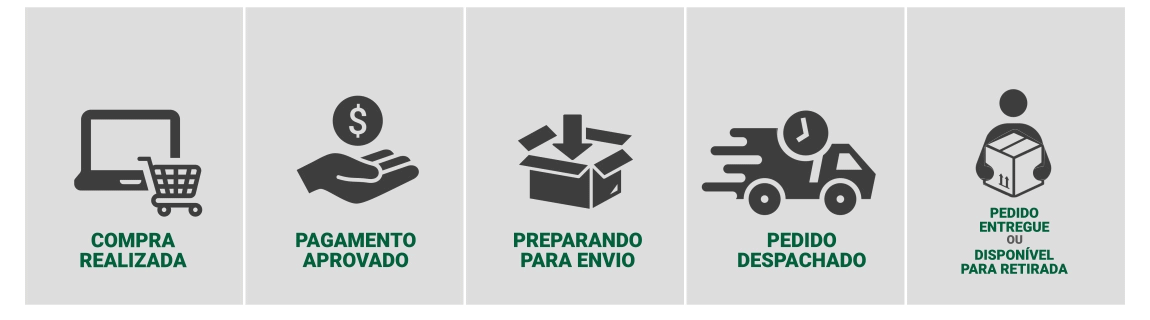 $
COMPRA
REALIZADA
PAGAMENTO
APROVADO
PREPARANDO
PARA ENVIO
PEDIDO
DESPACHADO
PEDIDO
ENTREGUE
OU
DISPONÍVEL
PARA RETIRADA